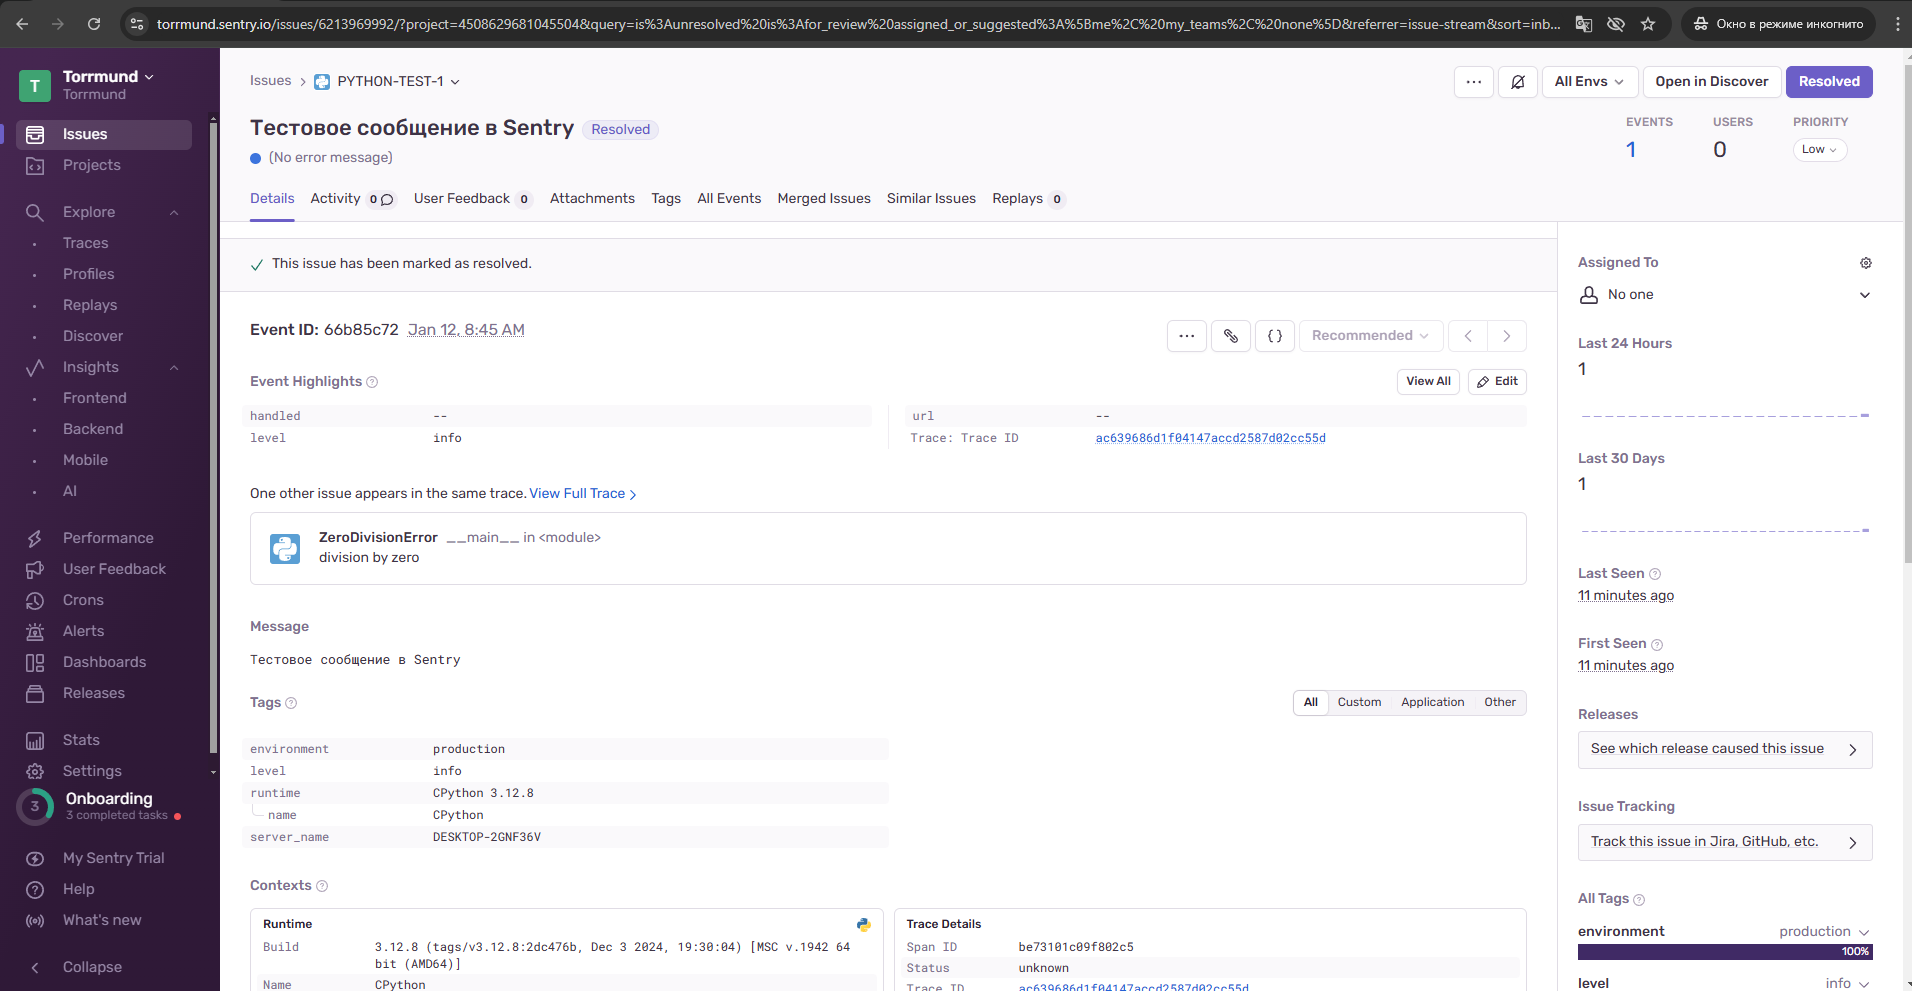 torrmund.sentry.io/issues/6213969992/?project=4508629681045504&query=is%3Aunresolved%20is%3Afor_review%20assigned_or_suggested%3A%5Bme%2C%20my_teams%2C%20none%5D&referrer=issue-stream&sort=inb...
Окно в режиме инкогнито
T
Torrmund
Torrmund
Issues
Projects
Explore
Traces
Profiles
Replays
Discover
Insights
Frontend
Backend
Mobile
AI
Performance
User Feedback
Crons
Alerts
Dashboards
Releases
Stats
Settings
3
Onboarding
3 completed tasks
My Sentry Trial
Help
What's new
Collapse
Issues > PYTHON-TEST-1
... All Envs Open in Discover Resolved
Тестовое сообщение в Sentry Resolved
(No error message)
EVENTS USERS PRIORITY
1 0 Low
Details Activity 0 User Feedback 0 Attachments Tags All Events Merged Issues Similar Issues Replays 0
This issue has been marked as resolved.
Event ID: 66b85c72 Jan 12, 8:45 AM
... {} Recommended < >
Event Highlights ? View All Edit
handled --
level info
url --
Trace: Trace ID ac639686d1f04147accd2587d02cc55d
One other issue appears in the same trace. View Full Trace >
ZeroDivisionError __main__ in <module>
division by zero
Message
Тестовое сообщение в Sentry
Tags ? All Custom Application Other
environment production
level info
runtime CPython 3.12.8
name CPython
server_name DESKTOP-2GNF36V
Contexts ?
Runtime
Build 3.12.8 (tags/v3.12.8:2dc476b, Dec 3 2024, 19:30:04) [MSC v.1942 64
bit (AMD64)]
Name CPython
Trace Details
Span ID be73101c09f802c5
Status unknown
Trace ID ac639686d1f04147accd2587d02cc55d
Assigned To
No one
Last 24 Hours
1
Last 30 Days
1
Last Seen ?
11 minutes ago
First Seen ?
11 minutes ago
Releases
See which release caused this issue >
Issue Tracking
Track this issue in Jira, GitHub, etc. >
All Tags ?
environment production
100%
level info